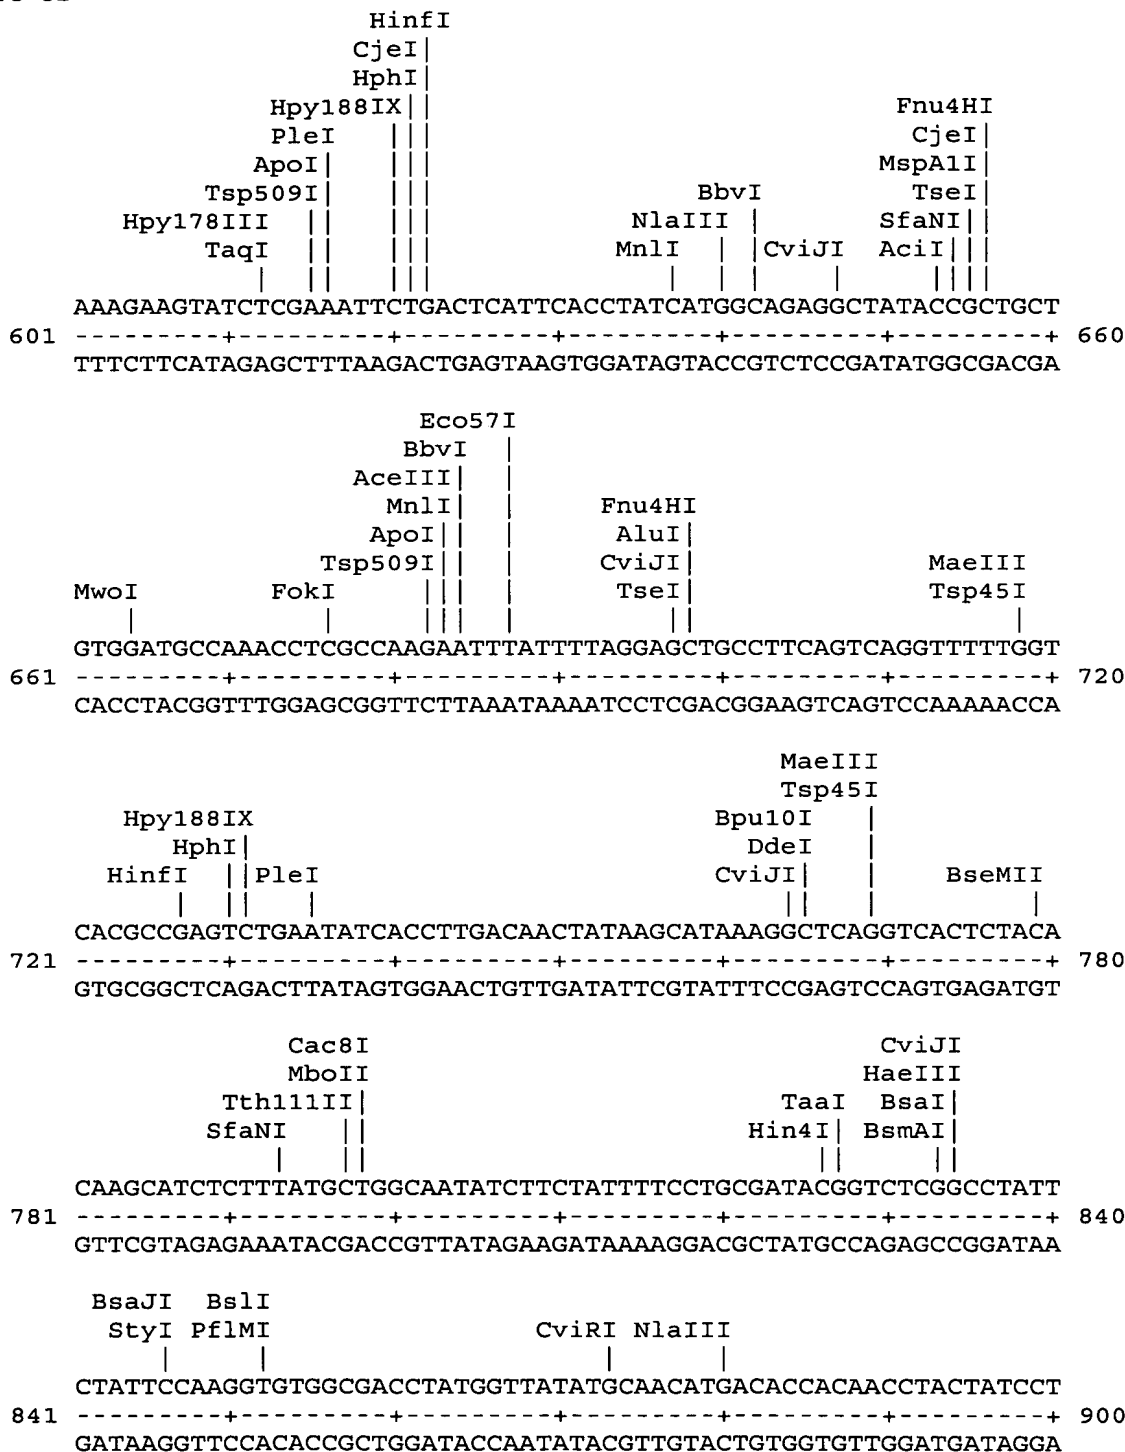 HinfI
CjeI|
HphI||
Hpy188IX||
PleI |||
ApoI| |||
Tsp509I| ||| Fnu4HI
Hpy178III || ||| CjeI|
TaqI || ||| MspA1I|
BbvI TseI||
NlaIII | SfaNI||
MnlI | |CviJI AciI|||
AAAGAAGTATCTCGAAATTCTGACTCATTCACCTATCATGGCAGAGGCTATACCGCTGCT
601 ---------+---------+---------+---------+---------+---------+ 660
TTTCTTCATAGAGCTTTAAGACTGAGTAAGTGGATAGTACCGTCTCCGATATGGCGACGA
Eco57I
BbvI |
AceIII| |
MnlI| | Fnu4HI
ApoI|| | AluI|
Tsp509I|| | CviJI| MaeIII
MwoI FokI ||| | TseI| Tsp45I
GTGGATGCCAAACCTCGCCAAGAATTTATTTTAGGAGCTGCCTTCAGTCAGGTTTTTGGT
661 ---------+---------+---------+---------+---------+---------+ 720
CACCTACGGTTTGGAGCGGTTCTTAAATAAAATCCTCGACGGAAGTCAGTCCAAAAACCA
MaeIII
Tsp45I
Hpy188IX Bpu10I |
HphI| DdeI |
HinfI ||PleI CviJI| | BseMII
CACGCCGAGTCTGAATATCACCTTGACAACTATAAGCATAAAGGCTCAGGTCACTCTACA
721 ---------+---------+---------+---------+---------+---------+ 780
GTGCGGCTCAGACTTATAGTGGAACTGTTGATATTCGTATTTCCGAGTCCAGTGAGATGT
Cac8I CviJI
MboII HaeIII
Tth111II| TaaI BsaI|
SfaNI || Hin4I| BsmAI|
CAAGCATCTCTTTATGCTGGCAATATCTTCTATTTTCCTGCGATACGGTCTCGGCCTATT
781 ---------+---------+---------+---------+---------+---------+ 840
GTTCGTAGAGAAATACGACCGTTATAGAAGATAAAAGGACGCTATGCCAGAGCCGGATAA
BsaJI BslI
StyI PflMI CviRI NlaIII
CTATTCCAAGGTGTGGCGACCTATGGTTATATGCAACATGACACCACAACCTACTATCCT
841 ---------+---------+---------+---------+---------+---------+ 900
GATAAGGTTCCACACCGCTGGATACCAATATACGTTGTACTGTGGTGTTGGATGATAGGA